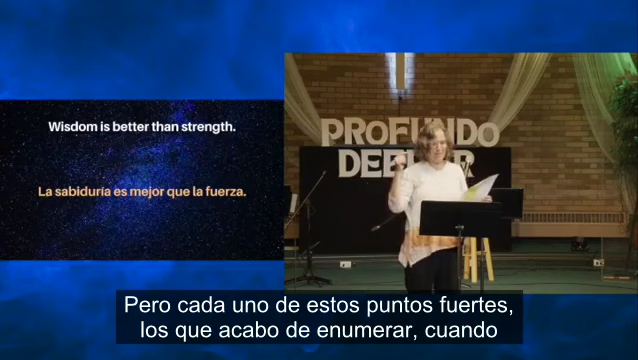 Wisdom is better than strength.
La sabiduría es mejor que la fuerza.
PROFUNDO
Pero cada uno de estos puntos fuertes,
los que acabo de enumerar, cuando